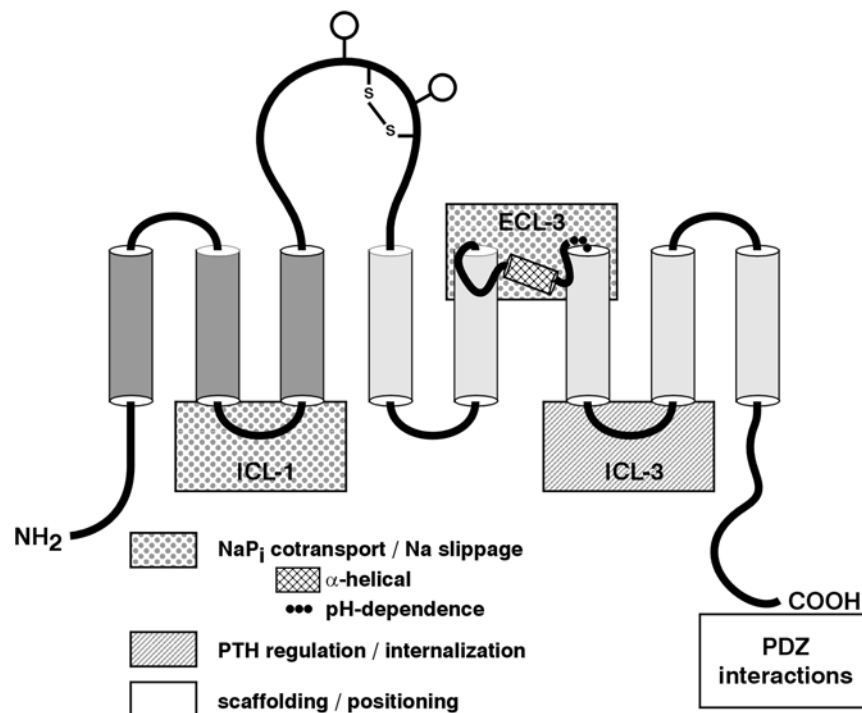 S
S
ECL-3
ICL-1
ICL-3
NH2
NaPi cotransport / Na slippage
α-helical
pH-dependence
COOH
PDZ
interactions
PTH regulation / internalization
scaffolding / positioning